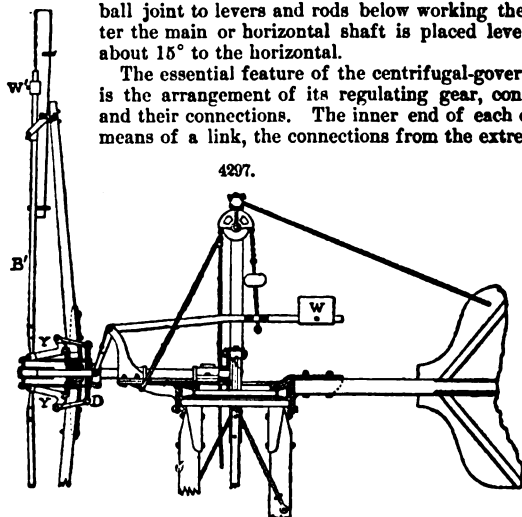 ball joint to levers and rods below working the
ter the main or horizontal shaft is placed leve
about 15° to the horizontal.
The essential feature of the centrifugal-gover
is the arrangement of its regulating gear, con
and their connections. The inner end of each
means of a link, the connections from the extre
4297.
W'
B'
W
Y
Y'
D